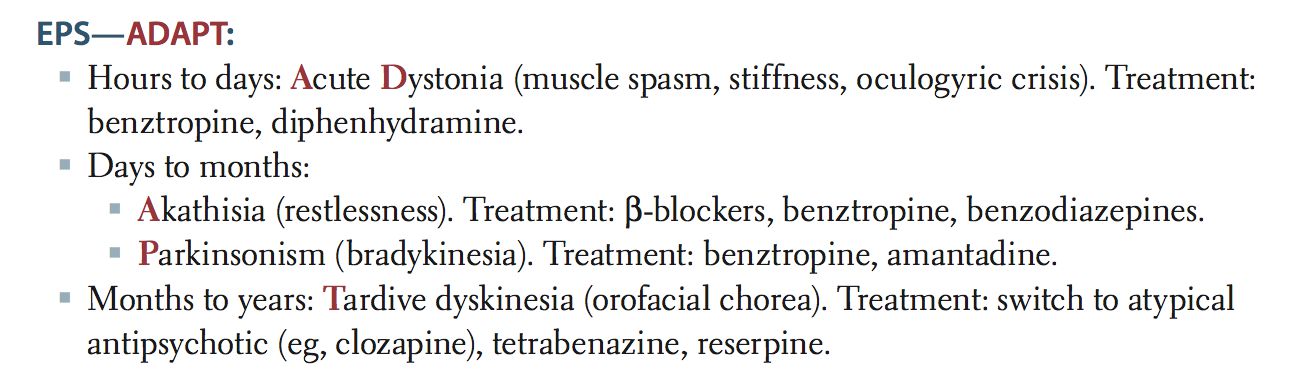 EPS—ADAPT:
▪ Hours to days: Acute Dystonia (muscle spasm, stiffness, oculogyric crisis). Treatment:
benztropine, diphenhydramine.
▪ Days to months:
▪ Akathisia (restlessness). Treatment: β-blockers, benztropine, benzodiazepines.
▪ Parkinsonism (bradykinesia). Treatment: benztropine, amantadine.
▪ Months to years: Tardive dyskinesia (orofacial chorea). Treatment: switch to atypical
antipsychotic (eg, clozapine), tetrabenazine, reserpine.